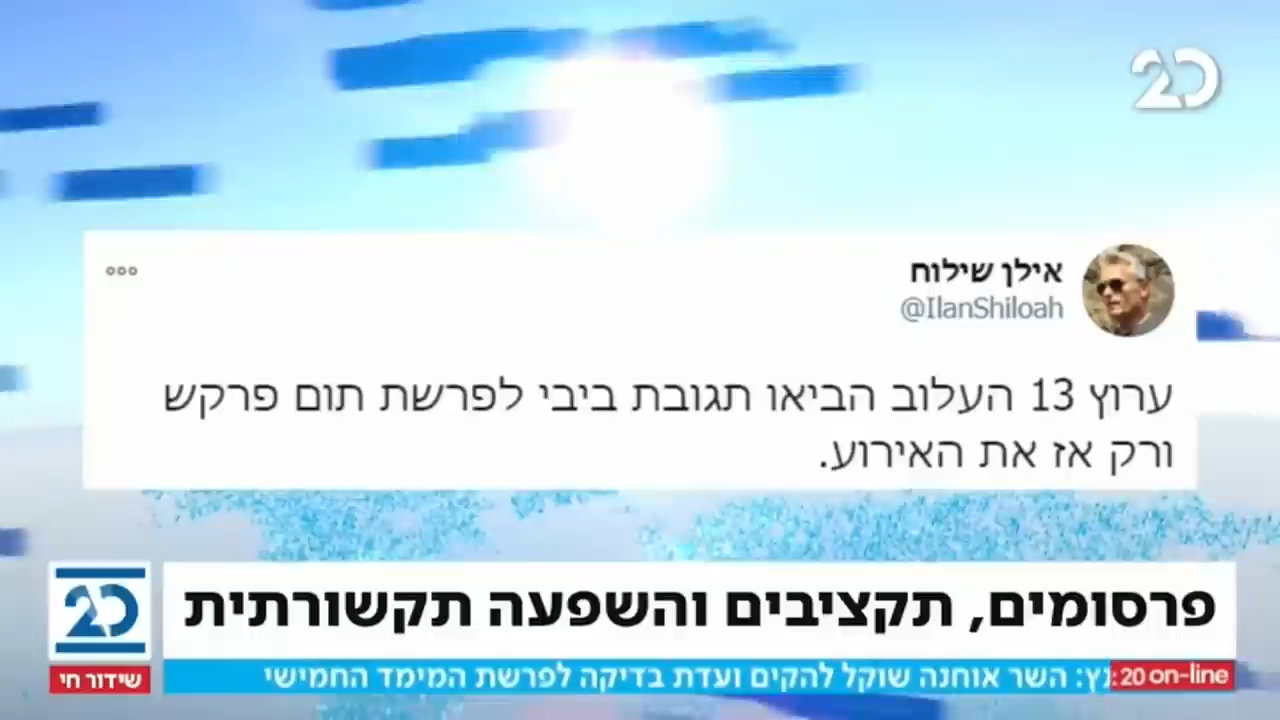 20
אילן שילוח
@IlanShiloah
ערוץ 13 העלוב הביאו תגובת ביבי לפרשת תום פרקש
ורק אז את האירוע.
20
פרסומים, תקציבים והשפעה תקשורתית
שידור חי
20 on-line
השר אוחנה שוקל להקים ועדת בדיקה לפרשת המימד החמישי